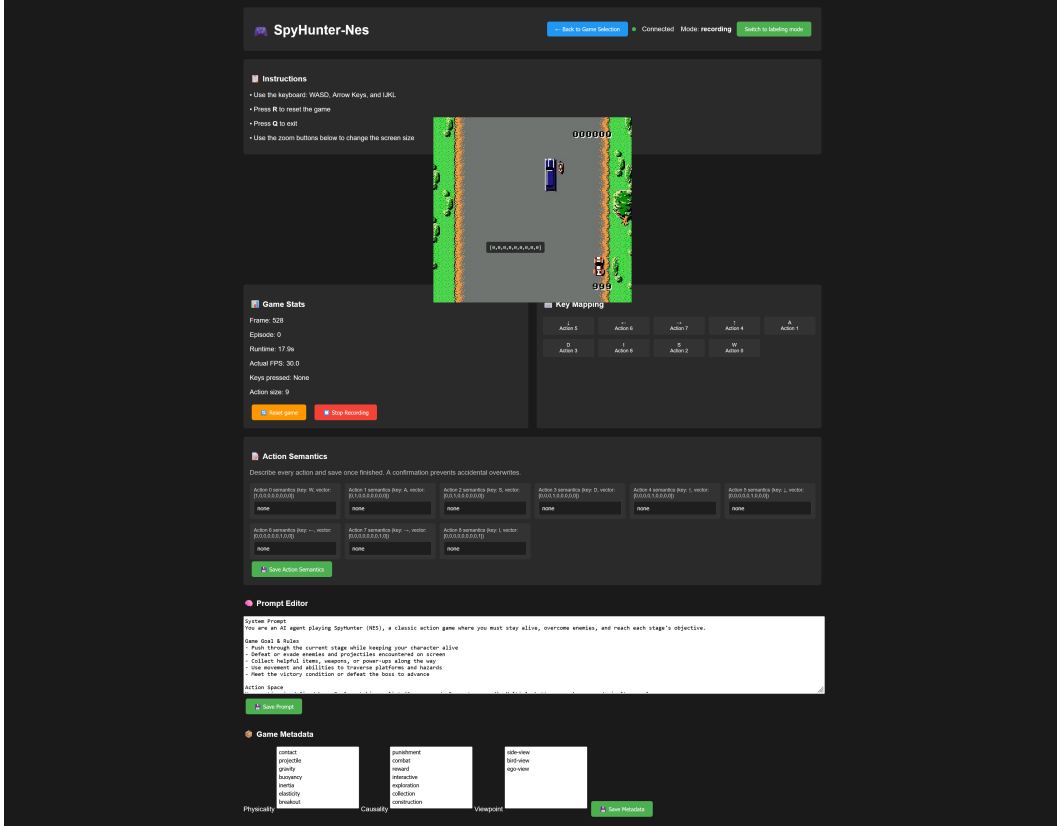 SpyHunter-Nes
← Back to Game Selection
Connected
Mode: recording
Switch to labeling mode
Instructions
• Use the keyboard: WASD, Arrow Keys, and IJKL
• Press R to reset the game
• Press Q to exit
• Use the zoom buttons below to change the screen size
000000
[0,0,0,0,0,0,0,0,0]
999
Game Stats
Frame: 528
Episode: 0
Runtime: 17.9s
Actual FPS: 30.0
Keys pressed: None
Action size: 9
Reset game
Stop Recording
Key Mapping
↓
Action 5
←
Action 6
→
Action 7
↑
Action 4
A
Action 1
D
Action 3
I
Action 8
S
Action 2
W
Action 0
Action Semantics
Describe every action and save once finished. A confirmation prevents accidental overwrites.
Action 0 semantics (key: W, vector:
[1,0,0,0,0,0,0,0,0])
none
Action 1 semantics (key: A, vector:
[0,1,0,0,0,0,0,0,0])
none
Action 2 semantics (key: S, vector:
[0,0,1,0,0,0,0,0,0])
none
Action 3 semantics (key: D, vector:
[0,0,0,1,0,0,0,0,0])
none
Action 4 semantics (key: ↑, vector:
[0,0,0,0,1,0,0,0,0])
none
Action 5 semantics (key: ↓, vector:
[0,0,0,0,0,1,0,0,0])
none
Action 6 semantics (key: ←, vector:
[0,0,0,0,0,0,1,0,0])
none
Action 7 semantics (key: →, vector:
[0,0,0,0,0,0,0,1,0])
none
Action 8 semantics (key: I, vector:
[0,0,0,0,0,0,0,0,1])
none
Save Action Semantics
Prompt Editor
System Prompt
You are an AI agent playing SpyHunter (NES), a classic action game where you must stay alive, overcome enemies, and reach each stage's objective.
Game Goal & Rules
- Push through the current stage while keeping your character alive
- Defeat or evade enemies and projectiles encountered on screen
- Collect helpful items, weapons, or power-ups along the way
- Use movement and abilities to traverse platforms and hazards
- Meet the victory condition or defeat the boss to advance
Action Space
Save Prompt
Game Metadata
Physicality
contact
projectile
gravity
buoyancy
inertia
elasticity
breakout
Causality
punishment
combat
reward
interactive
exploration
collection
construction
Viewpoint
side-view
bird-view
ego-view
Save Metadata